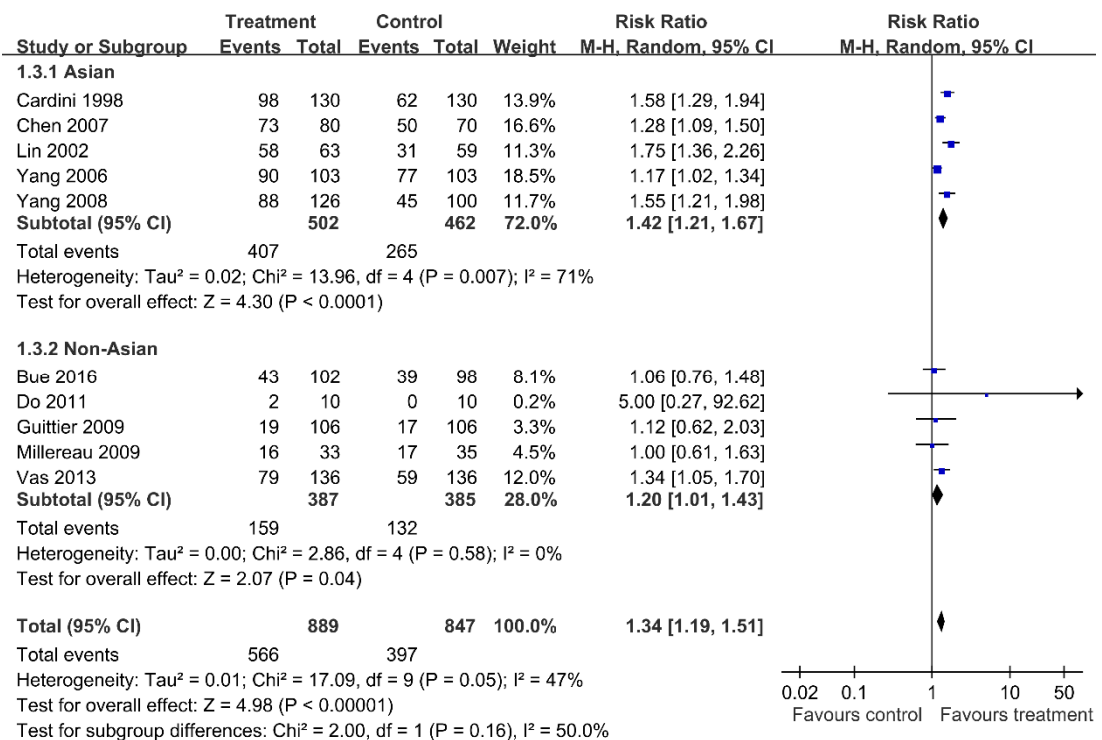 Treatment Control Risk Ratio Risk Ratio
Study or Subgroup Events Total Events Total Weight M-H, Random, 95% CI M-H, Random, 95% CI
1.3.1 Asian
Cardini 1998 98 130 62 130 13.9% 1.58 [1.29, 1.94]
Chen 2007 73 80 50 70 16.6% 1.28 [1.09, 1.50]
Lin 2002 58 63 31 59 11.3% 1.75 [1.36, 2.26]
Yang 2006 90 103 77 103 18.5% 1.17 [1.02, 1.34]
Yang 2008 88 126 45 100 11.7% 1.55 [1.21, 1.98]
Subtotal (95% CI) 502 462 72.0% 1.42 [1.21, 1.67]
Total events 407 265
Heterogeneity: Tau² = 0.02; Chi² = 13.96, df = 4 (P = 0.007); I² = 71%
Test for overall effect: Z = 4.30 (P < 0.0001)
1.3.2 Non-Asian
Bue 2016 43 102 39 98 8.1% 1.06 [0.76, 1.48]
Do 2011 2 10 0 10 0.2% 5.00 [0.27, 92.62]
Guittier 2009 19 106 17 106 3.3% 1.12 [0.62, 2.03]
Millereau 2009 16 33 17 35 4.5% 1.00 [0.61, 1.63]
Vas 2013 79 136 59 136 12.0% 1.34 [1.05, 1.70]
Subtotal (95% CI) 387 385 28.0% 1.20 [1.01, 1.43]
Total events 159 132
Heterogeneity: Tau² = 0.00; Chi² = 2.86, df = 4 (P = 0.58); I² = 0%
Test for overall effect: Z = 2.07 (P = 0.04)
Total (95% CI) 889 847 100.0% 1.34 [1.19, 1.51]
Total events 566 397
Heterogeneity: Tau² = 0.01; Chi² = 17.09, df = 9 (P = 0.05); I² = 47%
Test for overall effect: Z = 4.98 (P < 0.00001)
Test for subgroup differences: Chi² = 2.00, df = 1 (P = 0.16), I² = 50.0%
0.02 0.1 1 10 50
Favours control Favours treatment